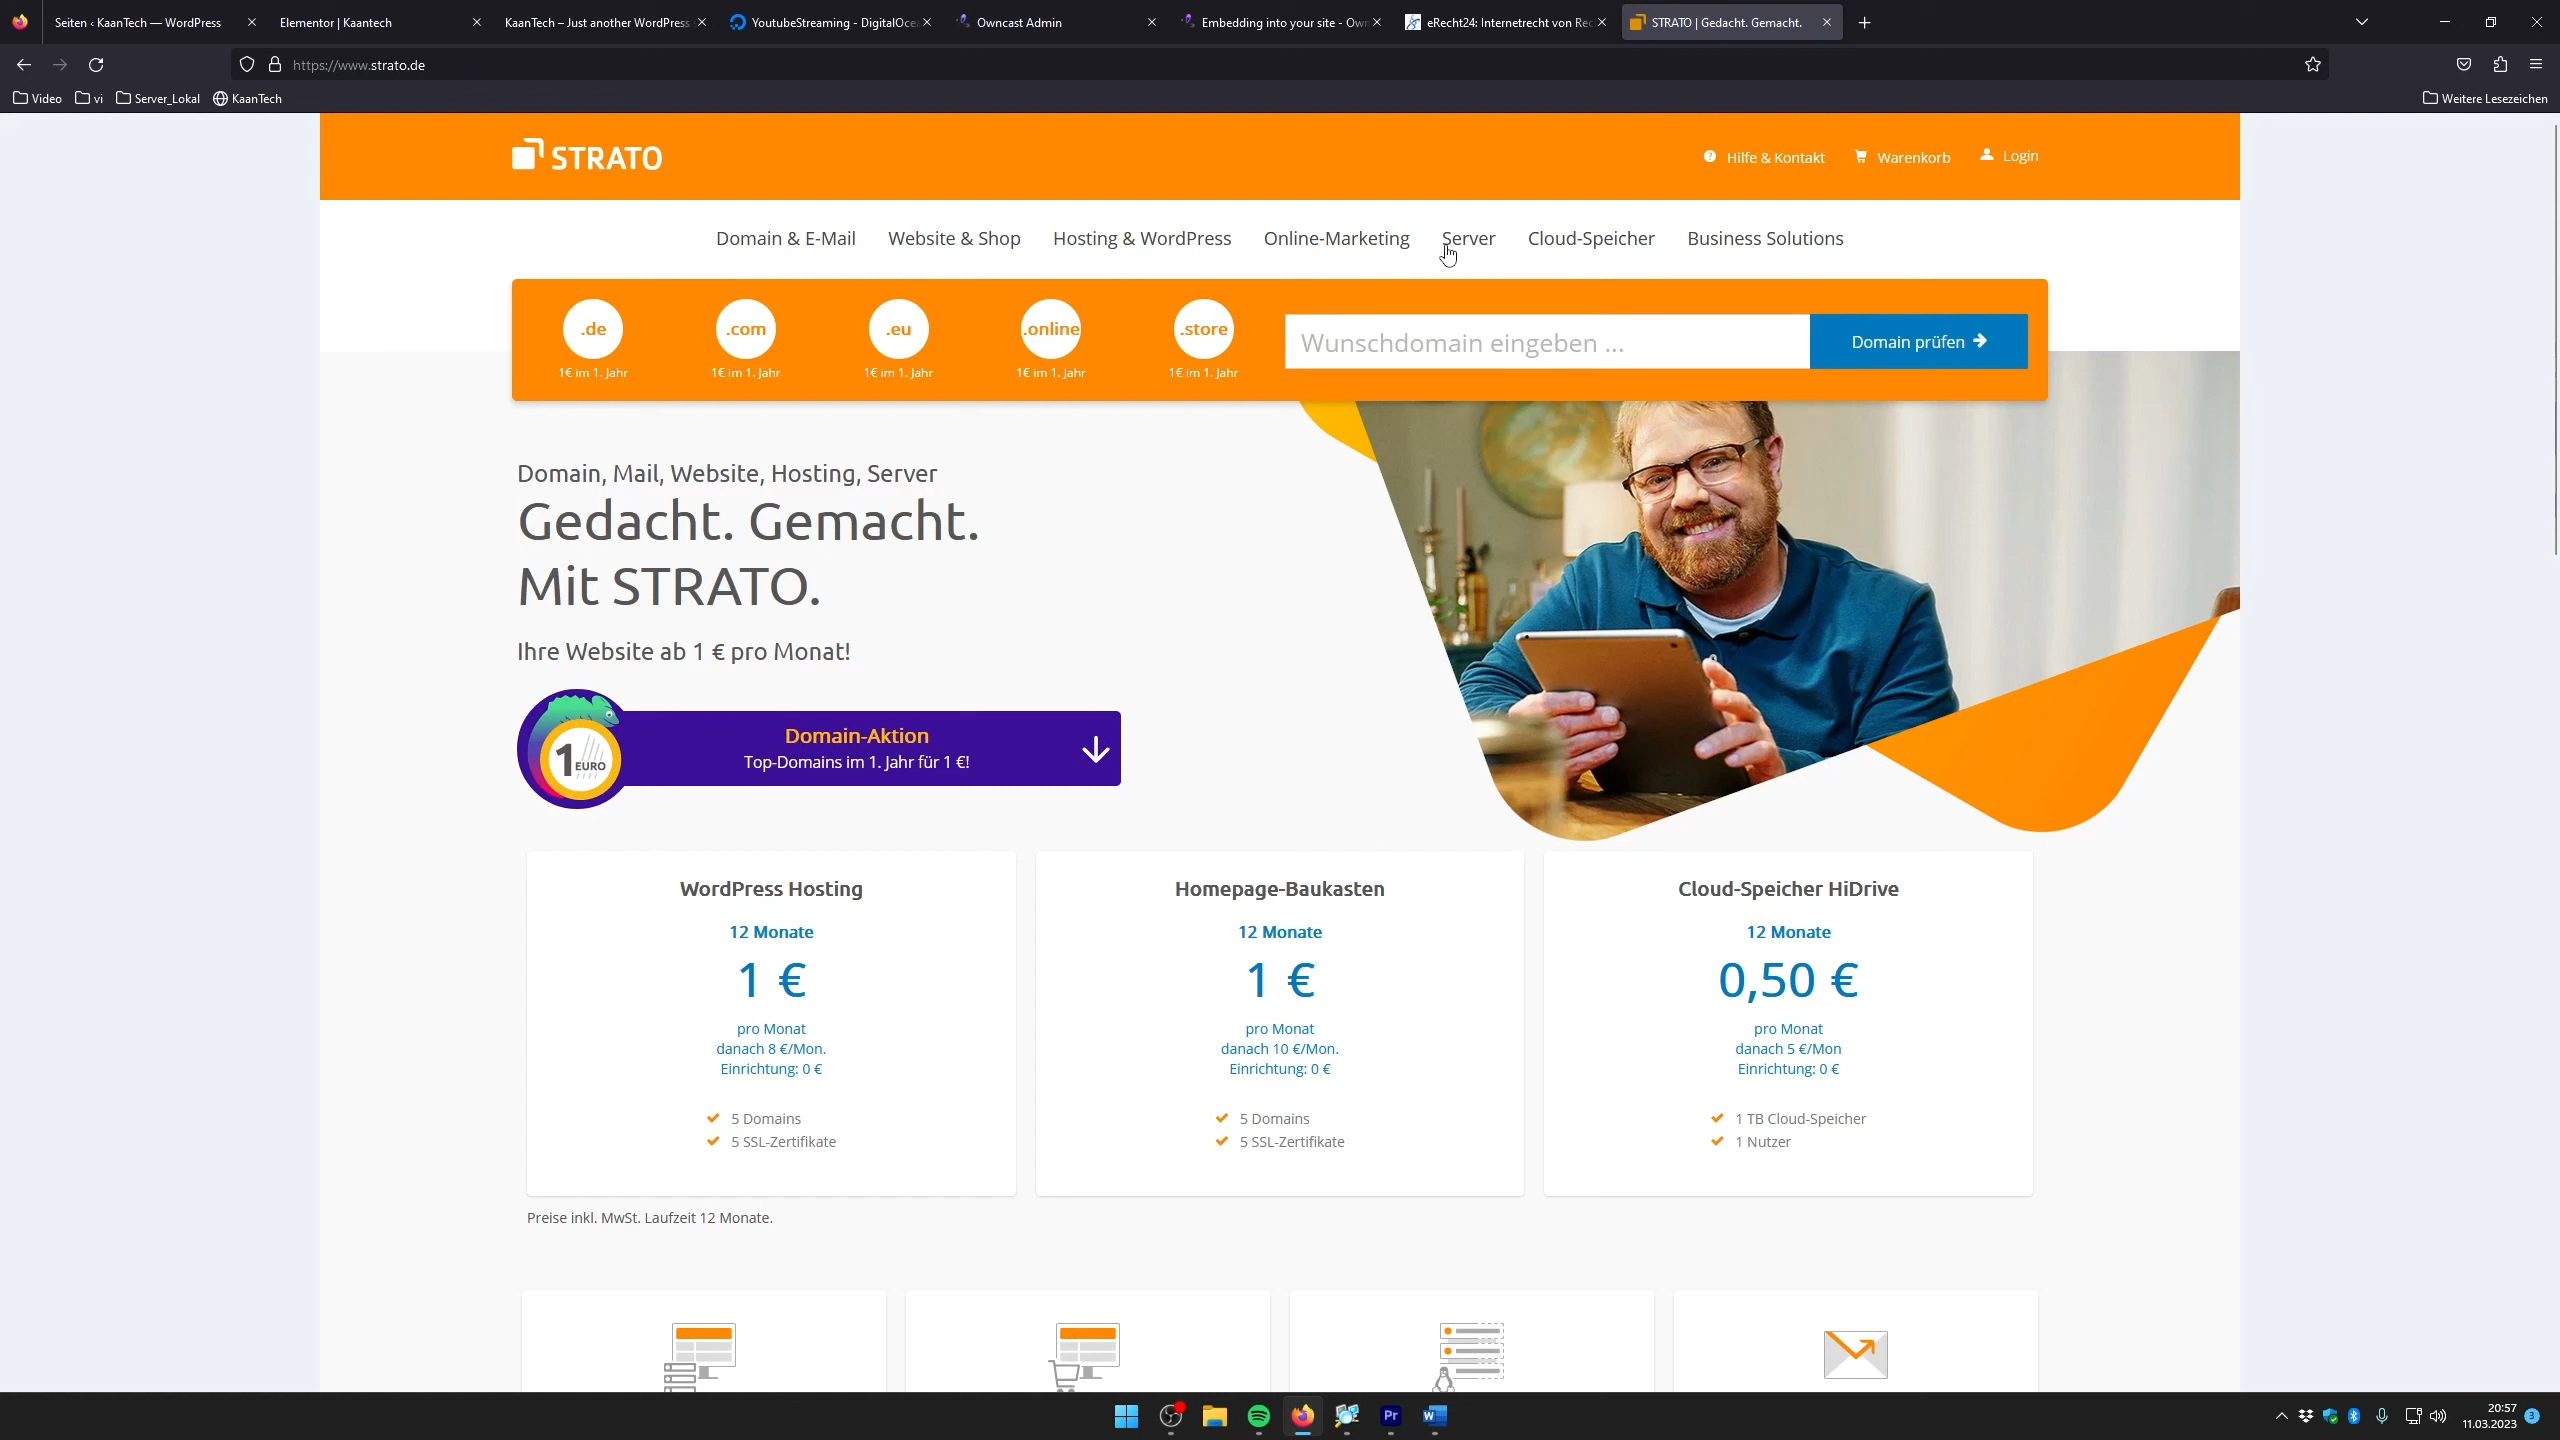 Seiten ‹ KaanTech — WordPress
Elementor | Kaantech
KaanTech – Just another WordPress
YoutubeStreaming - DigitalOce
Owncast Admin
Embedding into your site - Own
eRecht24: Internetrecht von Rec
STRATO | Gedacht. Gemacht.
https://www.strato.de
Video
vi
Server_Lokal
KaanTech
Weitere Lesezeichen
STRATO
Hilfe & Kontakt
Warenkorb
Login
Domain & E-Mail
Website & Shop
Hosting & WordPress
Online-Marketing
Server
Cloud-Speicher
Business Solutions
.de
.com
.eu
.online
.store
1€ im 1. Jahr
1€ im 1. Jahr
1€ im 1. Jahr
1€ im 1. Jahr
1€ im 1. Jahr
Wunschdomain eingeben ...
Domain prüfen
Domain, Mail, Website, Hosting, Server
Gedacht. Gemacht.
Mit STRATO.
Ihre Website ab 1 € pro Monat!
1 EURO
Domain-Aktion
Top-Domains im 1. Jahr für 1 €!
WordPress Hosting
12 Monate
1 €
pro Monat
danach 8 €/Mon.
Einrichtung: 0 €
5 Domains
5 SSL-Zertifikate
Homepage-Baukasten
12 Monate
1 €
pro Monat
danach 10 €/Mon.
Einrichtung: 0 €
5 Domains
5 SSL-Zertifikate
Cloud-Speicher HiDrive
12 Monate
0,50 €
pro Monat
danach 5 €/Mon
Einrichtung: 0 €
1 TB Cloud-Speicher
1 Nutzer
Preise inkl. MwSt. Laufzeit 12 Monate.
Pr
W
20:57
11.03.2023
3